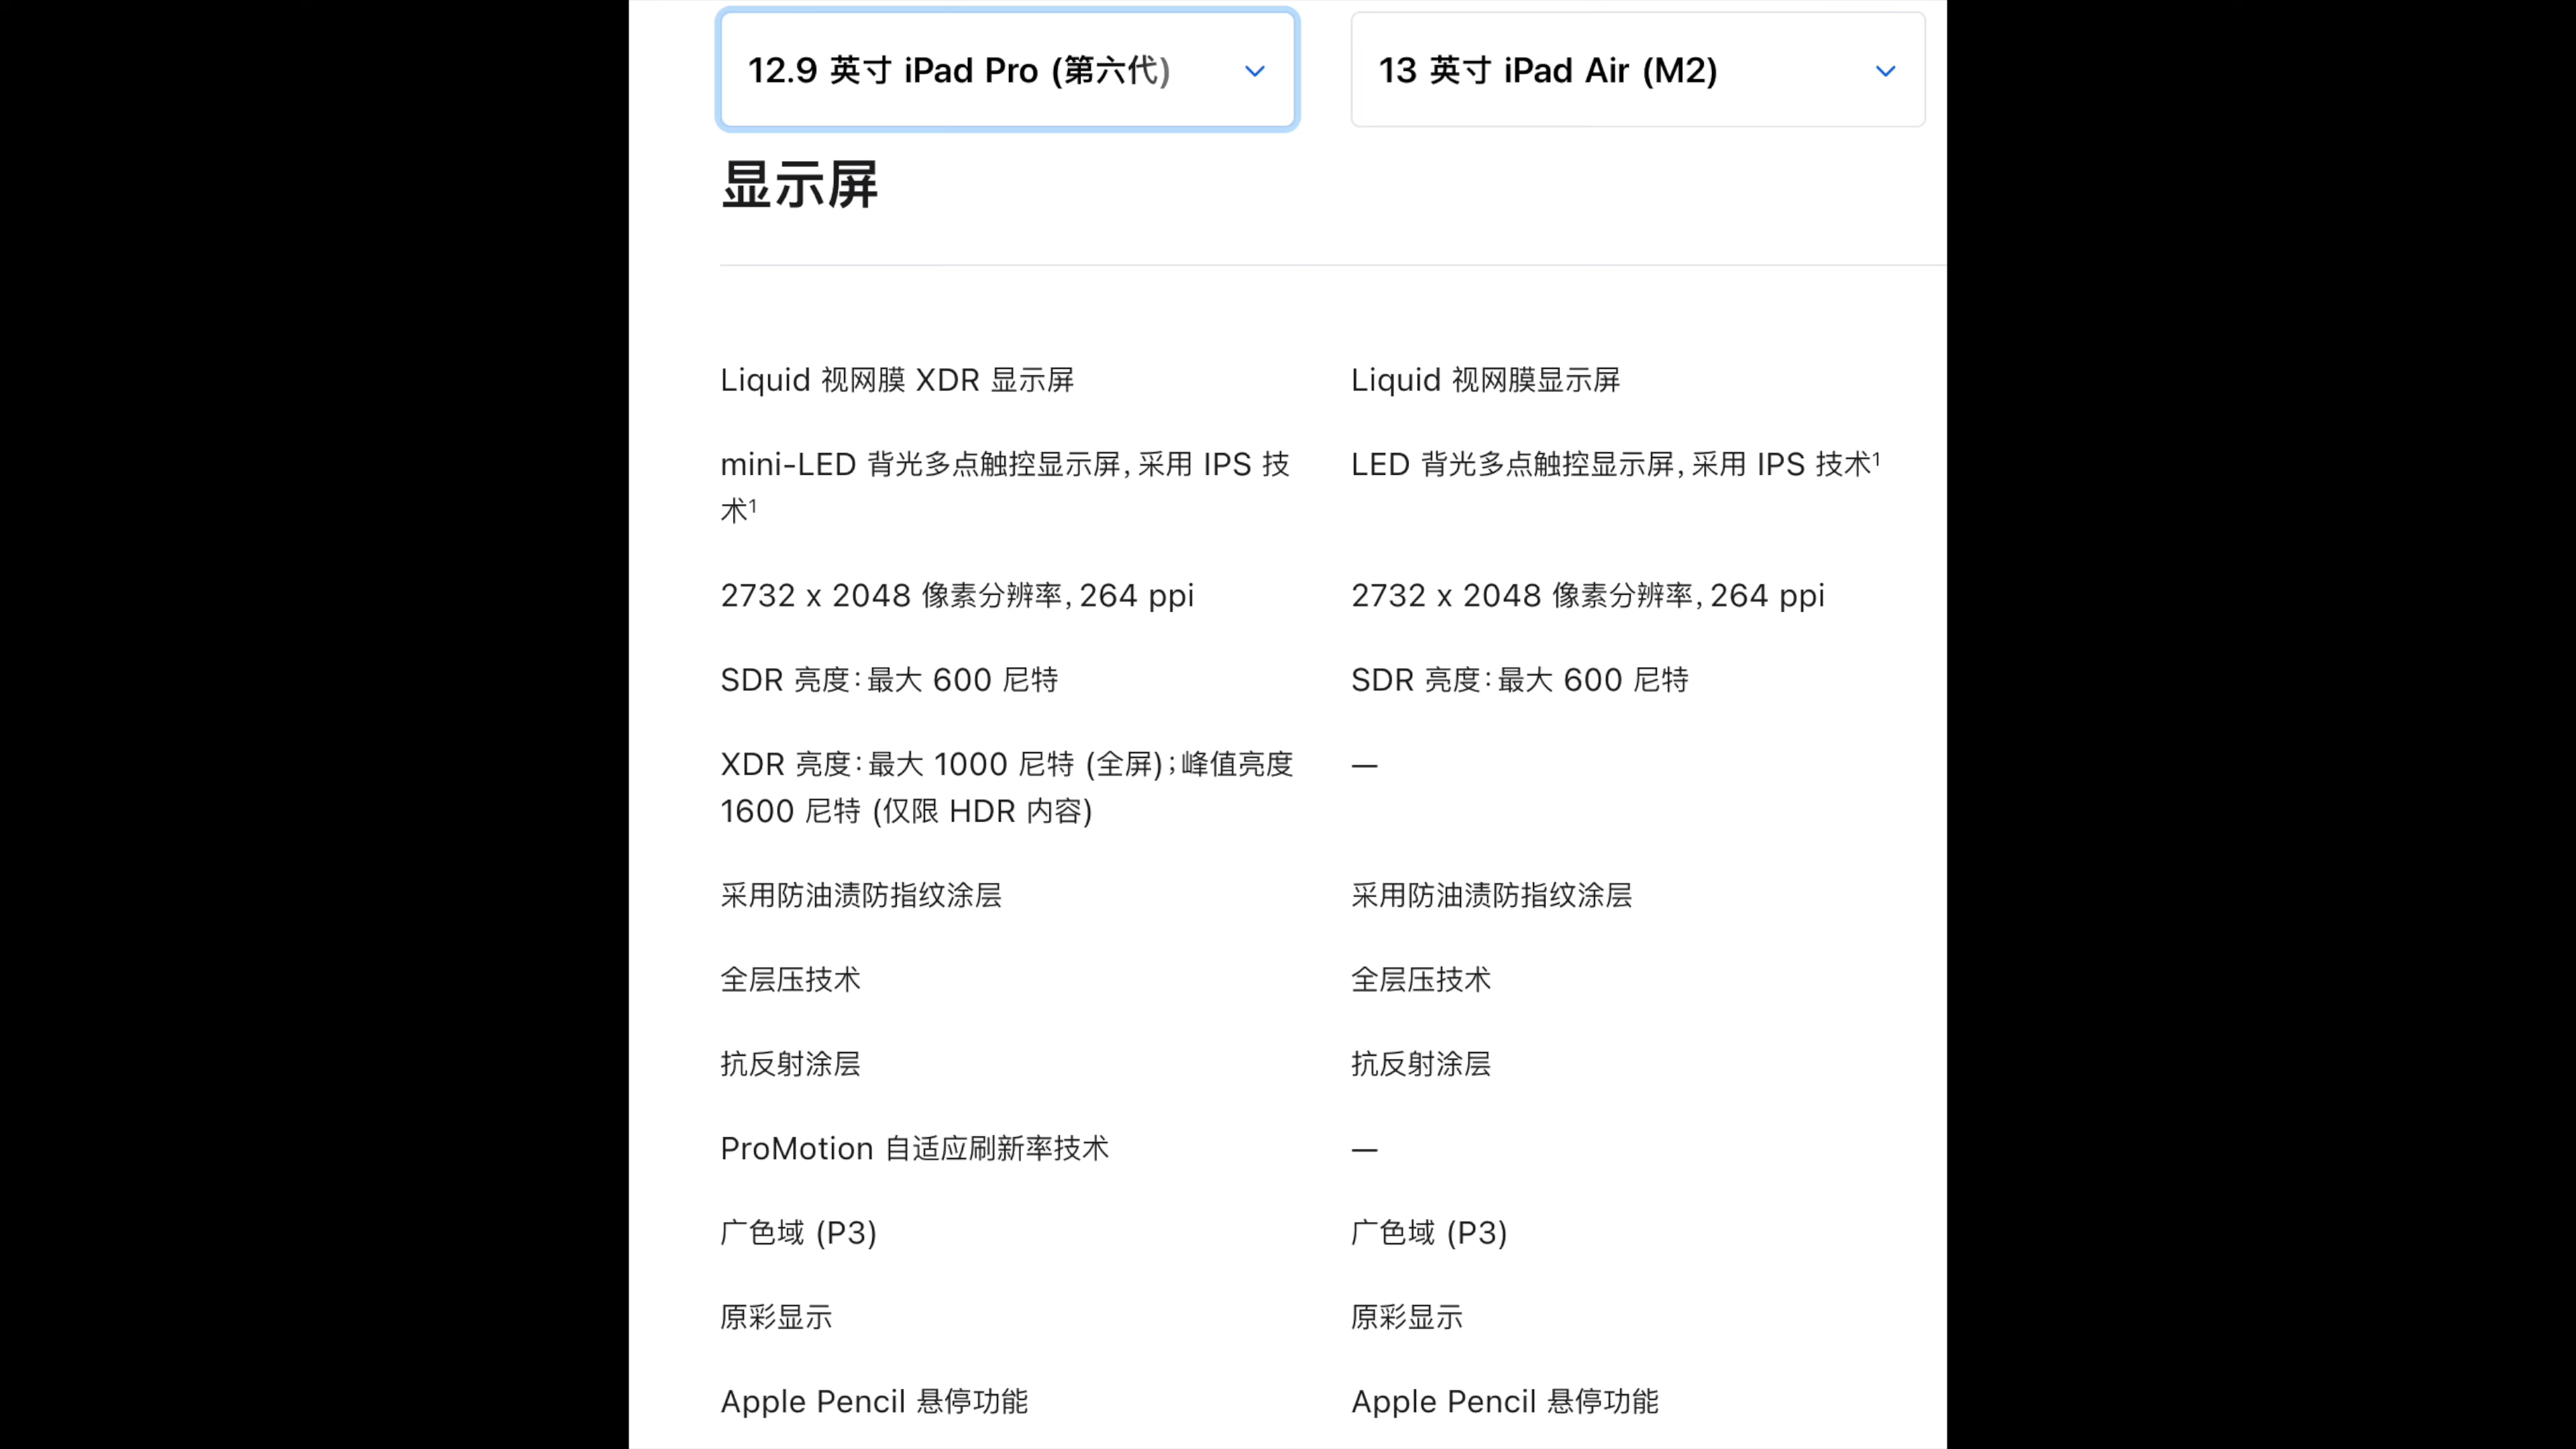 12.9 英寸 iPad Pro (第六代)
13 英寸 iPad Air (M2)
显示屏
Liquid 视网膜 XDR 显示屏
Liquid 视网膜显示屏
mini-LED 背光多点触控显示屏，采用 IPS 技
术¹
LED 背光多点触控显示屏，采用 IPS 技术¹
2732 x 2048 像素分辨率，264 ppi
2732 x 2048 像素分辨率，264 ppi
SDR 亮度：最大 600 尼特
SDR 亮度：最大 600 尼特
XDR 亮度：最大 1000 尼特 (全屏)；峰值亮度
1600 尼特 (仅限 HDR 内容)
—
采用防油渍防指纹涂层
采用防油渍防指纹涂层
全层压技术
全层压技术
抗反射涂层
抗反射涂层
ProMotion 自适应刷新率技术
—
广色域 (P3)
广色域 (P3)
原彩显示
原彩显示
Apple Pencil 悬停功能
Apple Pencil 悬停功能